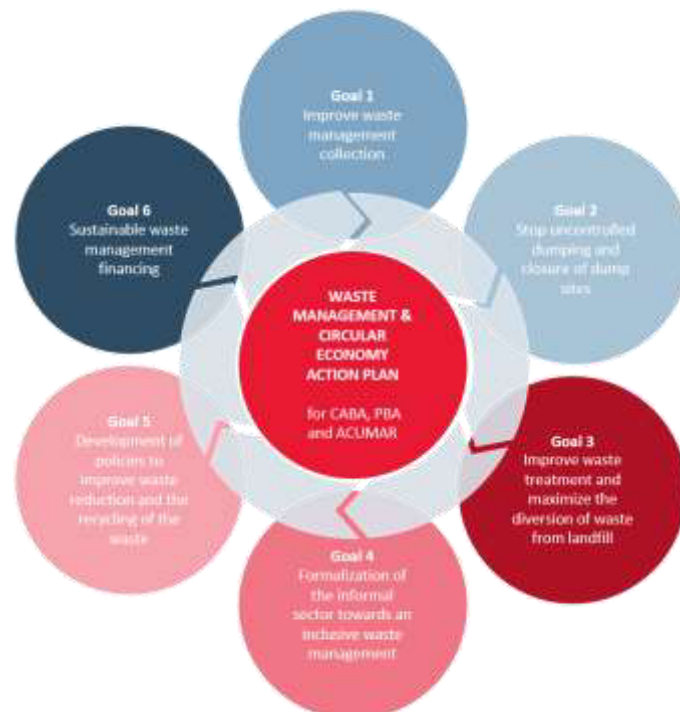 Goal 1
Improve waste
management
collection
Goal 2
Stop uncontrolled
dumping and
closure of dump
sites
Goal 3
Improve waste
treatment and
maximize the
diversion of waste
from landfill
Goal 4
Formalization of
the informal
sector towards an
inclusive waste
management
Goal 5
Development of
policies to
improve waste
reduction and the
recycling of the
waste
Goal 6
Sustainable waste
management
financing
WASTE
MANAGEMENT &
CIRCULAR
ECONOMY
ACTION PLAN
for CABA, PBA
and ACUMAR